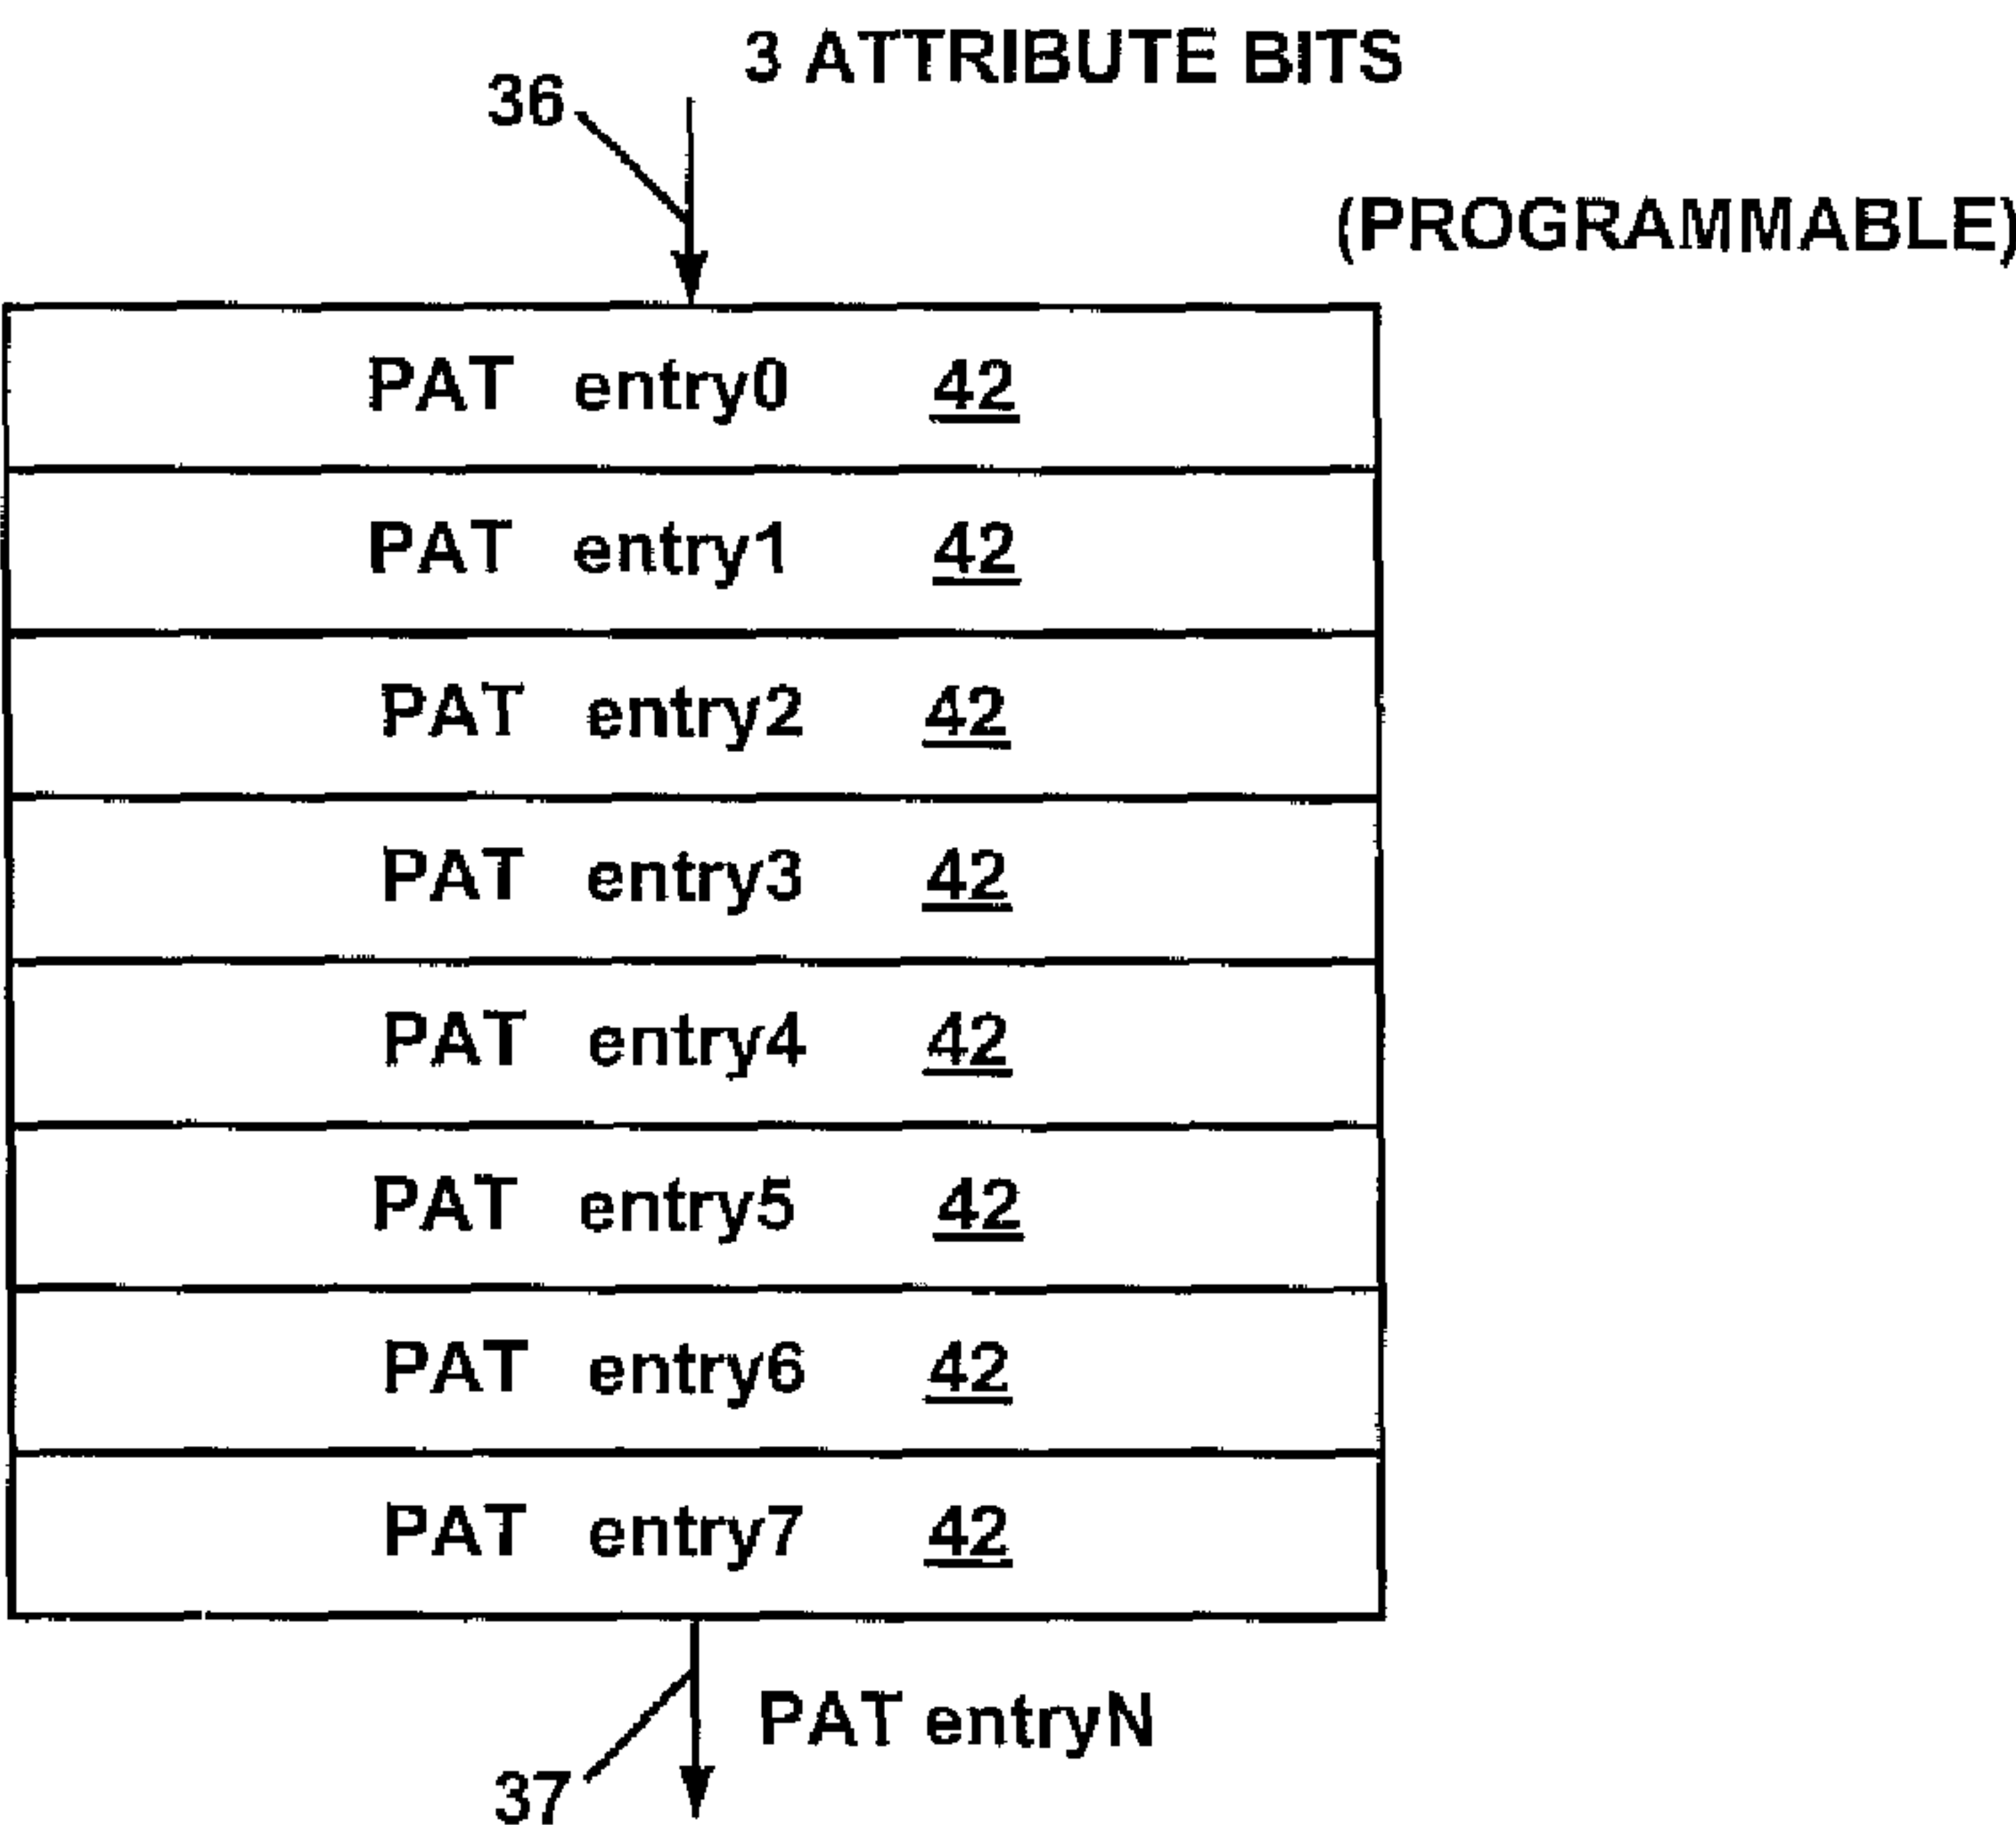 3 ATTRIBUTE BITS
36
(PROGRAMMABLE)
PAT entry0 42
PAT entry1 42
PAT entry2 42
PAT entry3 42
PAT entry4 42
PAT entry5 42
PAT entry6 42
PAT entry7 42
PAT entryN
37